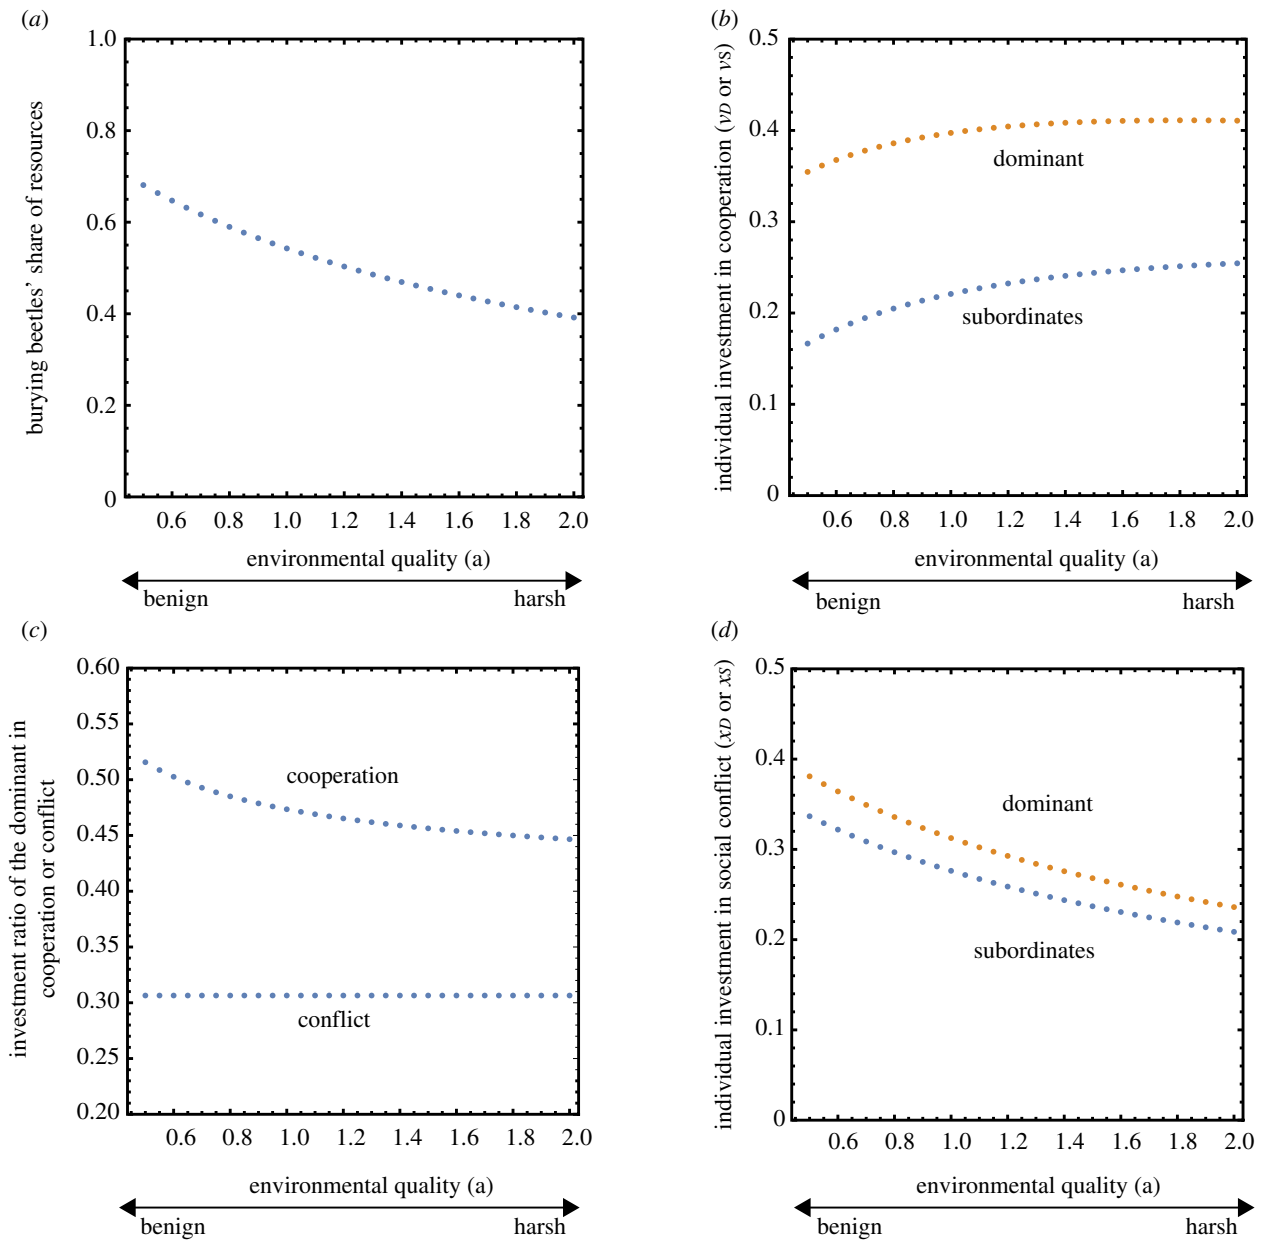 (a)
burying beetles' share of resources
1.0
0.8
0.6
0.4
0.2
0
0.6 0.8 1.0 1.2 1.4 1.6 1.8 2.0
environmental quality (a)
benign harsh
(b)
individual investment in cooperation (vD or vS)
0.5
0.4
0.3
0.2
0.1
0
dominant
subordinates
0.6 0.8 1.0 1.2 1.4 1.6 1.8 2.0
environmental quality (a)
benign harsh
(c)
investment ratio of the dominant in
cooperation or conflict
0.60
0.55
0.50
0.45
0.40
0.35
0.30
0.25
0.20
cooperation
conflict
0.6 0.8 1.0 1.2 1.4 1.6 1.8 2.0
environmental quality (a)
benign harsh
(d)
individual investment in social conflict (xD or xS)
0.5
0.4
0.3
0.2
0.1
0
dominant
subordinates
0.6 0.8 1.0 1.2 1.4 1.6 1.8 2.0
environmental quality (a)
benign harsh